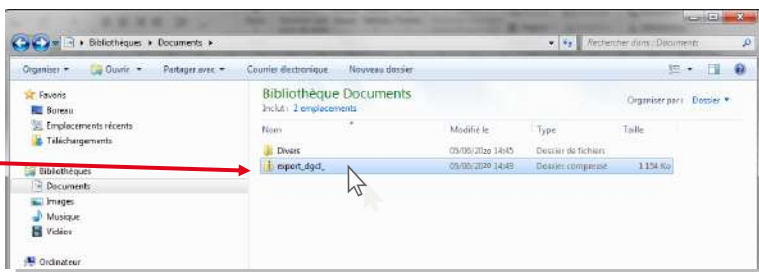 Bibliothèques ▸ Documents ▸
Rechercher dans : Documents
Organiser ▾ Ouvrir ▾ Partager avec ▾ Courrier électronique Nouveau dossier
Favoris
Bureau
Emplacements récents
Téléchargements
Bibliothèques
Documents
Images
Musique
Vidéos
Ordinateur
Bibliothèque Documents
Inclut : 2 emplacements
Organiser par : Dossier ▾
Nom Modifié le Type Taille
Divers 05/06/2020 14:45 Dossier de fichiers
export_dgcl_ 05/06/2020 14:49 Dossier compressé 1 154 Ko